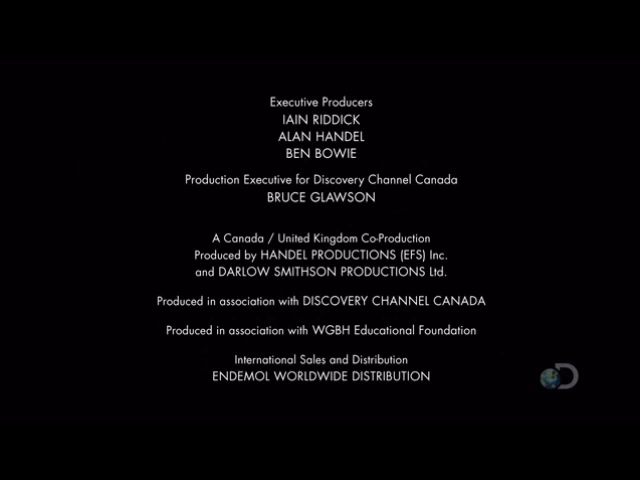 Executive Producers
IAIN RIDDICK
ALAN HANDEL
BEN BOWIE
Production Executive for Discovery Channel Canada
BRUCE GLAWSON
A Canada / United Kingdom Co-Production
Produced by HANDEL PRODUCTIONS (EFS) Inc.
and DARLOW SMITHSON PRODUCTIONS Ltd.
Produced in association with DISCOVERY CHANNEL CANADA
Produced in association with WGBH Educational Foundation
International Sales and Distribution
ENDEMOL WORLDWIDE DISTRIBUTION
D